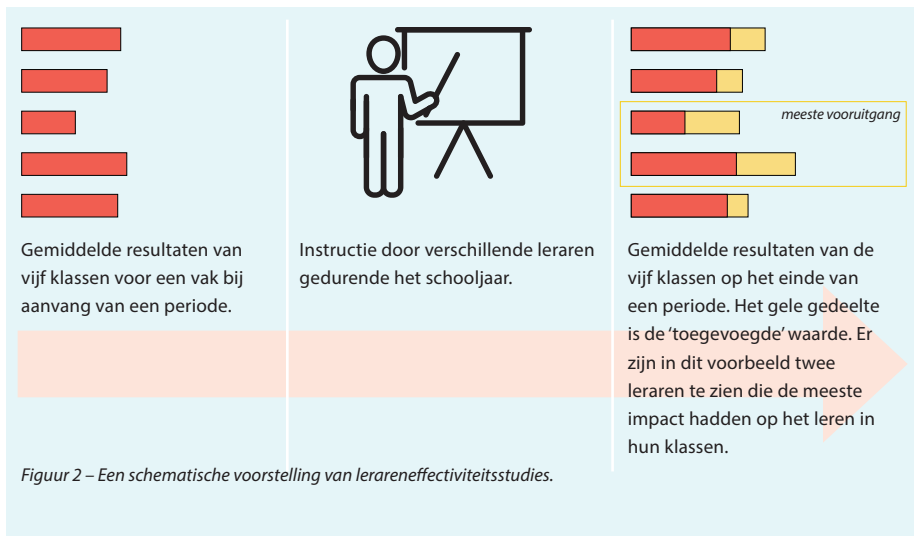 meeste vooruitgang
Gemiddelde resultaten van
vijf klassen voor een vak bij
aanvang van een periode.
Instructie door verschillende leraren
gedurende het schooljaar.
Gemiddelde resultaten van de
vijf klassen op het einde van
een periode. Het gele gedeelte
is de ‘toegevoegde’ waarde. Er
zijn in dit voorbeeld twee
leraren te zien die de meeste
impact hadden op het leren in
hun klassen.
Figuur 2 – Een schematische voorstelling van lerareneffectiviteitsstudies.